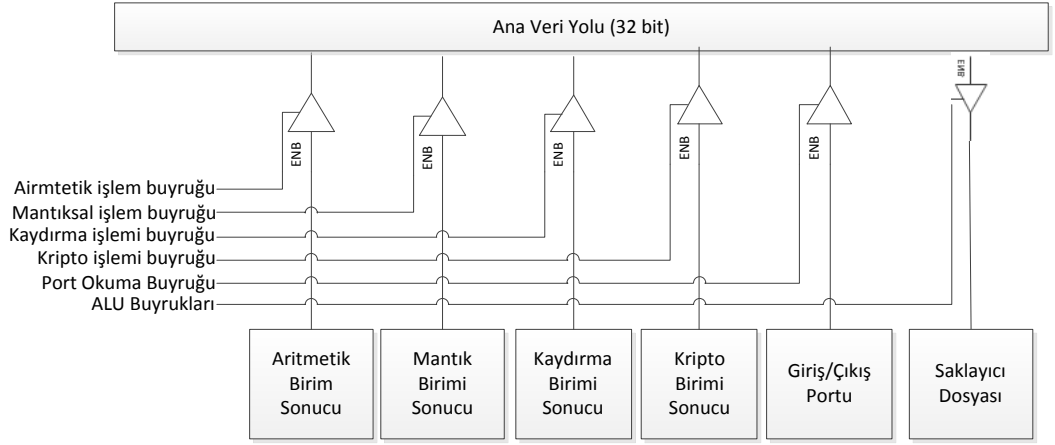 Ana Veri Yolu (32 bit)
ENB
ENB
ENB
ENB
ENB
ENB
Airmtetik işlem buyruğu
Mantıksal işlem buyruğu
Kaydırma işlemi buyruğu
Kripto işlemi buyruğu
Port Okuma Buyruğu
ALU Buyrukları
Aritmetik
Birim
Sonucu
Mantık
Birimi
Sonucu
Kaydırma
Birimi
Sonucu
Kripto
Birimi
Sonucu
Giriş/Çıkış
Portu
Saklayıcı
Dosyası